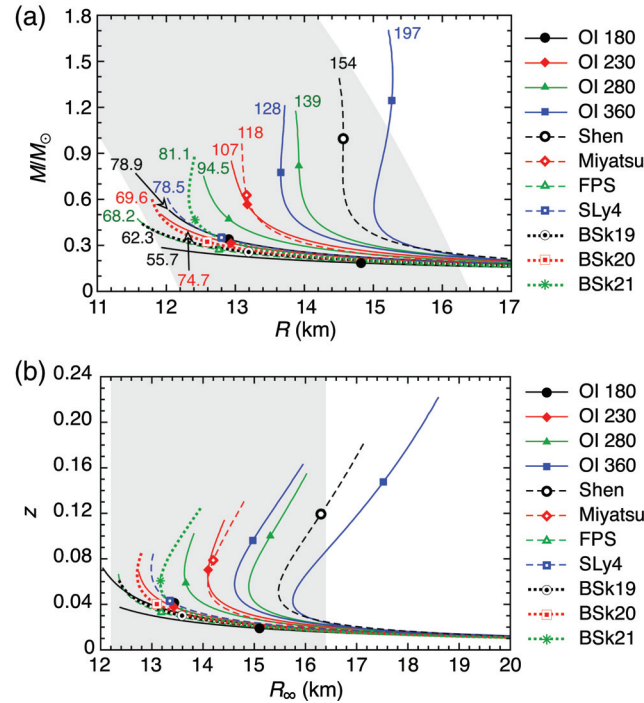 (a)
1.8
1.5
1.2
0.9
0.6
0.3
0
M/M⊙
197
154
139
128
118
107
81.1
94.5
78.9
78.5
69.6
68.2
62.3
55.7
74.7
11 12 13 14 15 16 17
R (km)
OI 180
OI 230
OI 280
OI 360
Shen
Miyatsu
FPS
SLy4
BSk19
BSk20
BSk21
(b)
0.24
0.20
0.16
0.12
0.08
0.04
0
z
12 13 14 15 16 17 18 19 20
R∞ (km)
OI 180
OI 230
OI 280
OI 360
Shen
Miyatsu
FPS
SLy4
BSk19
BSk20
BSk21